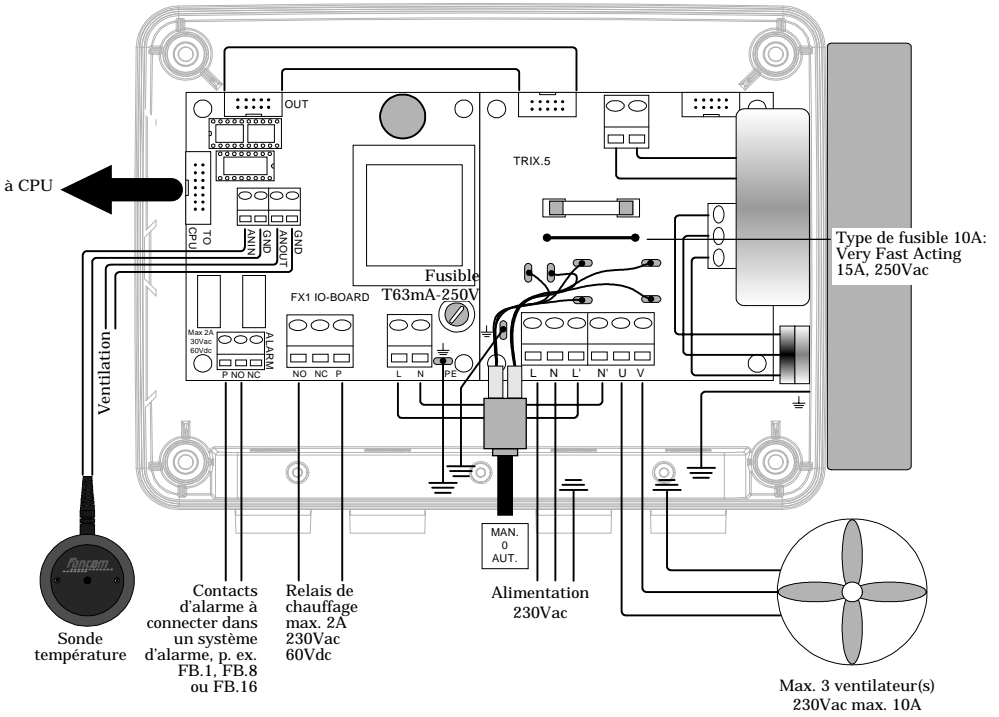 OUT
TRIX.5
à CPU
TO
CPU
ANIN
GND
ANOUT
GND
Type de fusible 10A:
Very Fast Acting
15A, 250Vac
Fusible
T63mA-250V
FX1 IO-BOARD
Max 2A
30Vac
60Vdc
ALARM
P NO NC
NO NC P
L N
PE
L N L' N' U V
Ventilation
MAN.
0
AUT.
Fancom
Sonde
température
Contacts
d'alarme à
connecter dans
un système
d'alarme, p. ex.
FB.1, FB.8
ou FB.16
Relais de
chauffage
max. 2A
230Vac
60Vdc
Alimentation
230Vac
Max. 3 ventilateur(s)
230Vac max. 10A